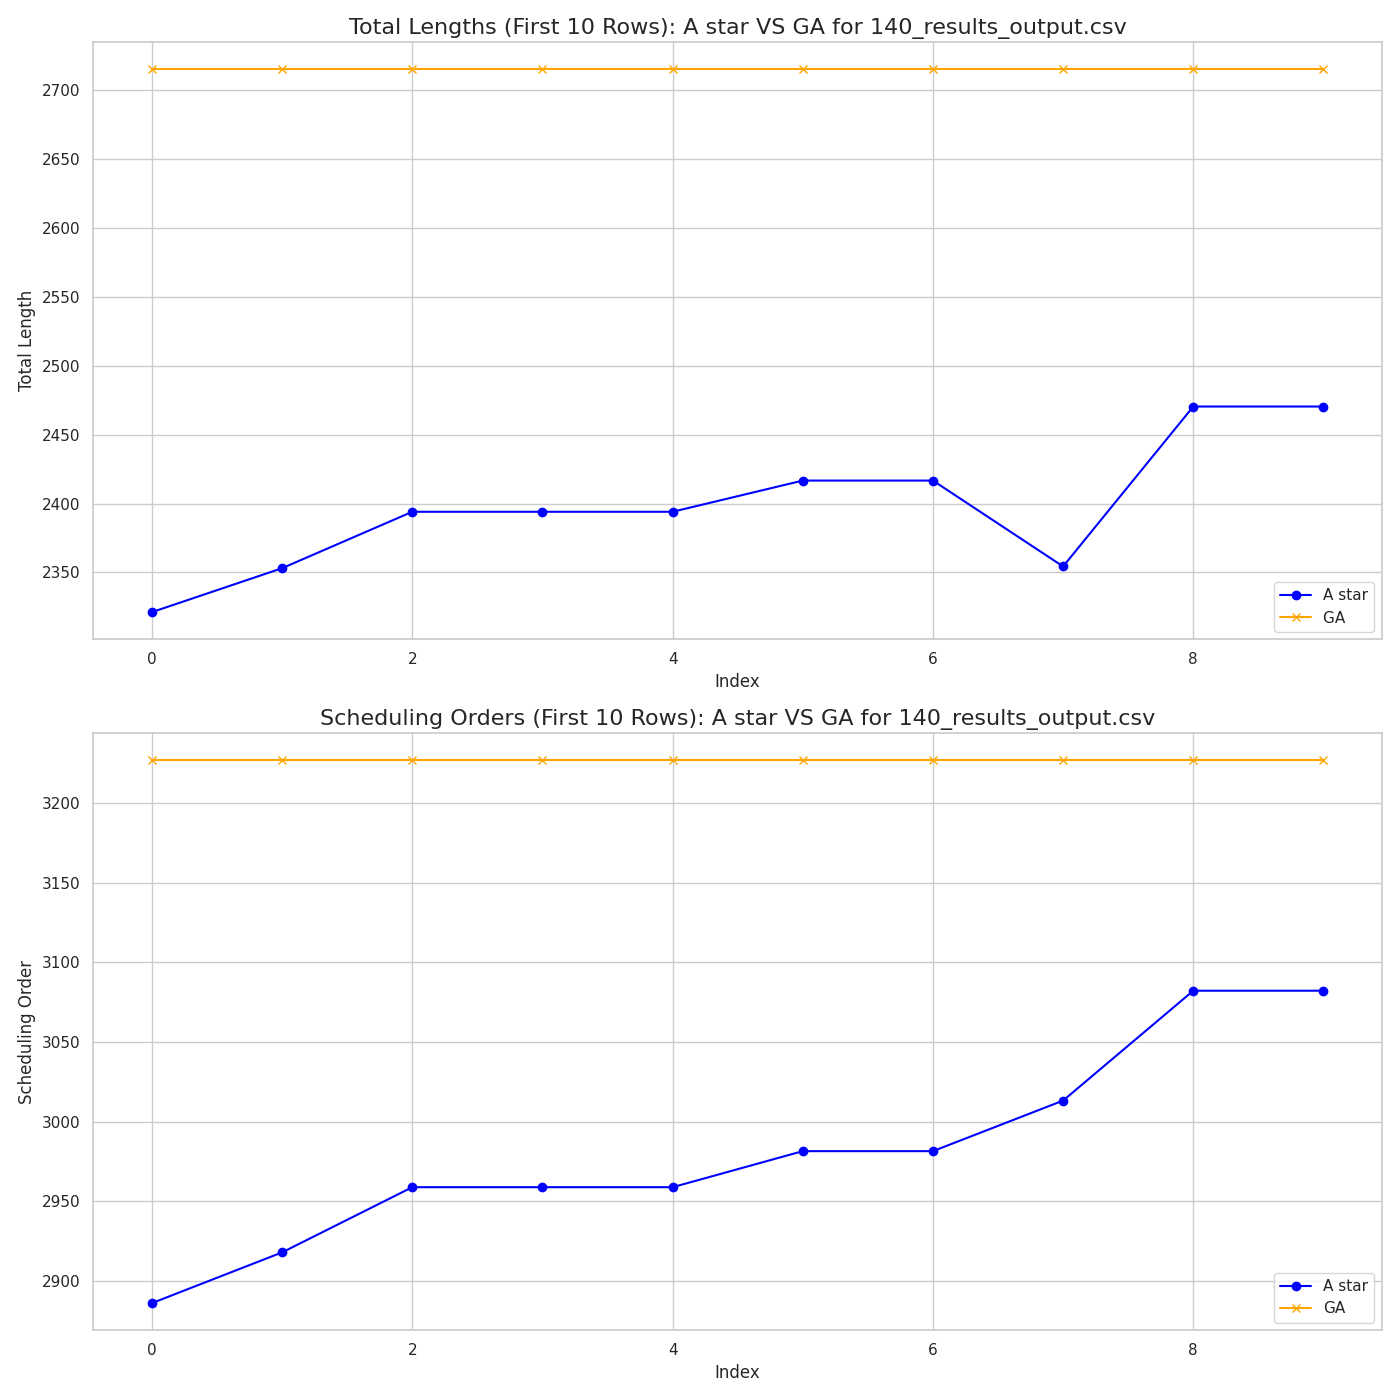 Total Lengths (First 10 Rows): A star VS GA for 140_results_output.csv
2700
2650
2600
2550
2500
2450
2400
2350
Total Length
0 2 4 6 8
Index
A star
GA
Scheduling Orders (First 10 Rows): A star VS GA for 140_results_output.csv
3200
3150
3100
3050
3000
2950
2900
Scheduling Order
0 2 4 6 8
Index
A star
GA